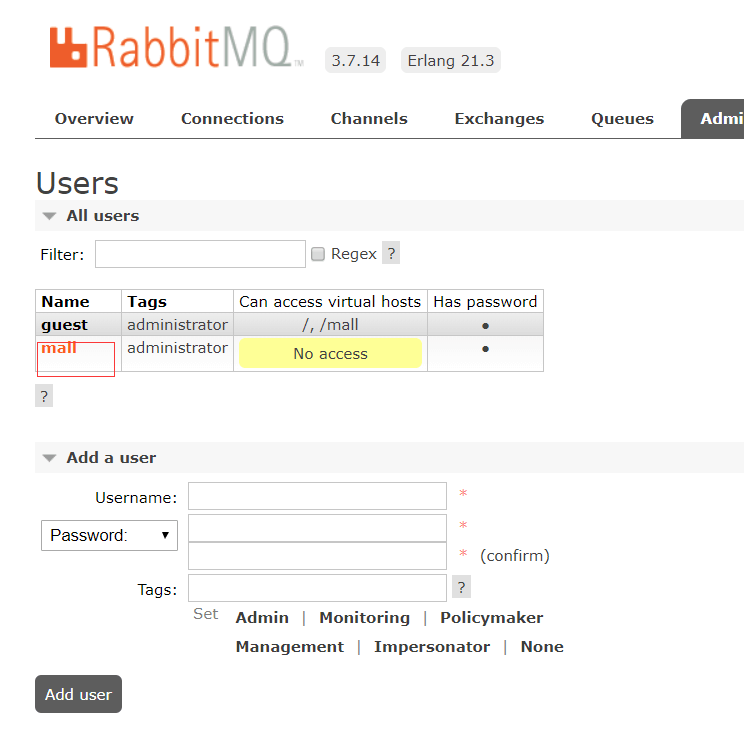 RabbitMQ TM 3.7.14 Erlang 21.3
Overview Connections Channels Exchanges Queues Admi
Users
All users
Filter: Regex ?
Name Tags Can access virtual hosts Has password
guest administrator /, /mall ●
mall administrator No access ●
?
Add a user
Username: *
Password: ▼ *
* (confirm)
Tags: ?
Set Admin | Monitoring | Policymaker
Management | Impersonator | None
Add user